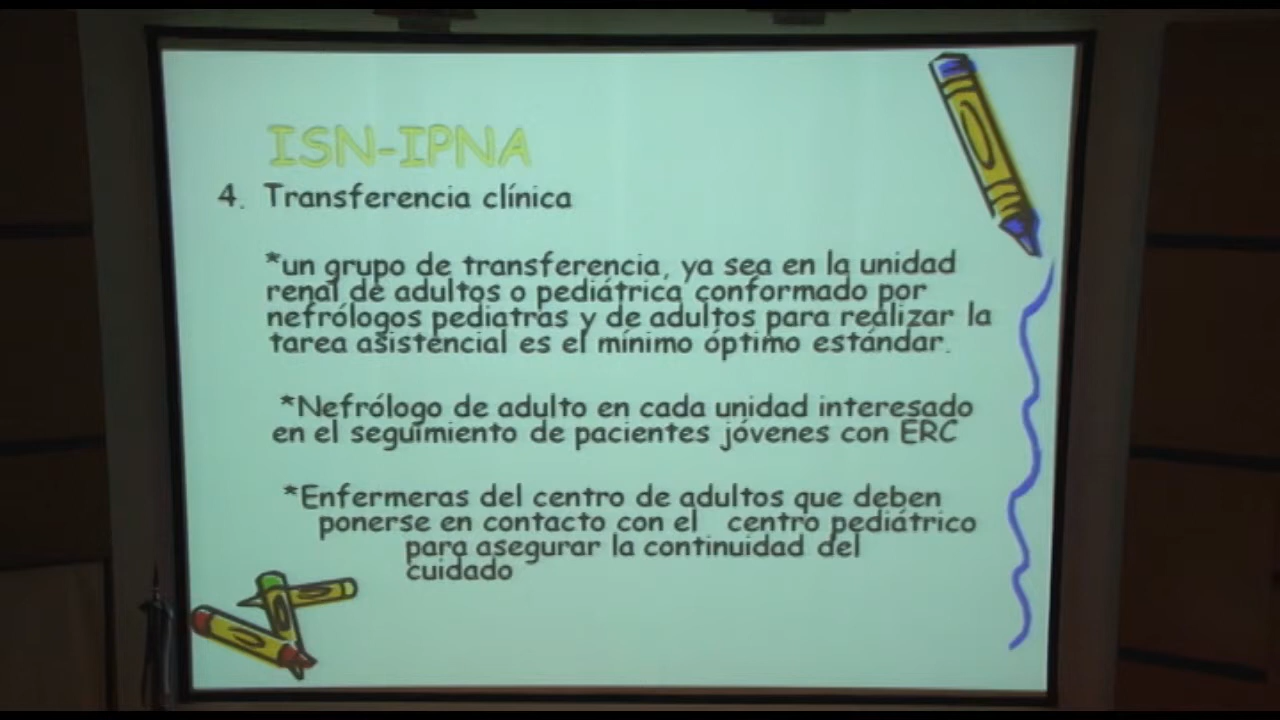 ISN-IPNA
4. Transferencia clínica
*un grupo de transferencia, ya sea en la unidad
renal de adultos o pediátrica conformado por
nefrólogos pediatras y de adultos para realizar la
tarea asistencial es el mínimo óptimo estándar.
*Nefrólogo de adulto en cada unidad interesado
en el seguimiento de pacientes jóvenes con ERC
*Enfermeras del centro de adultos que deben
ponerse en contacto con el centro pediátrico
para asegurar la continuidad del
cuidado